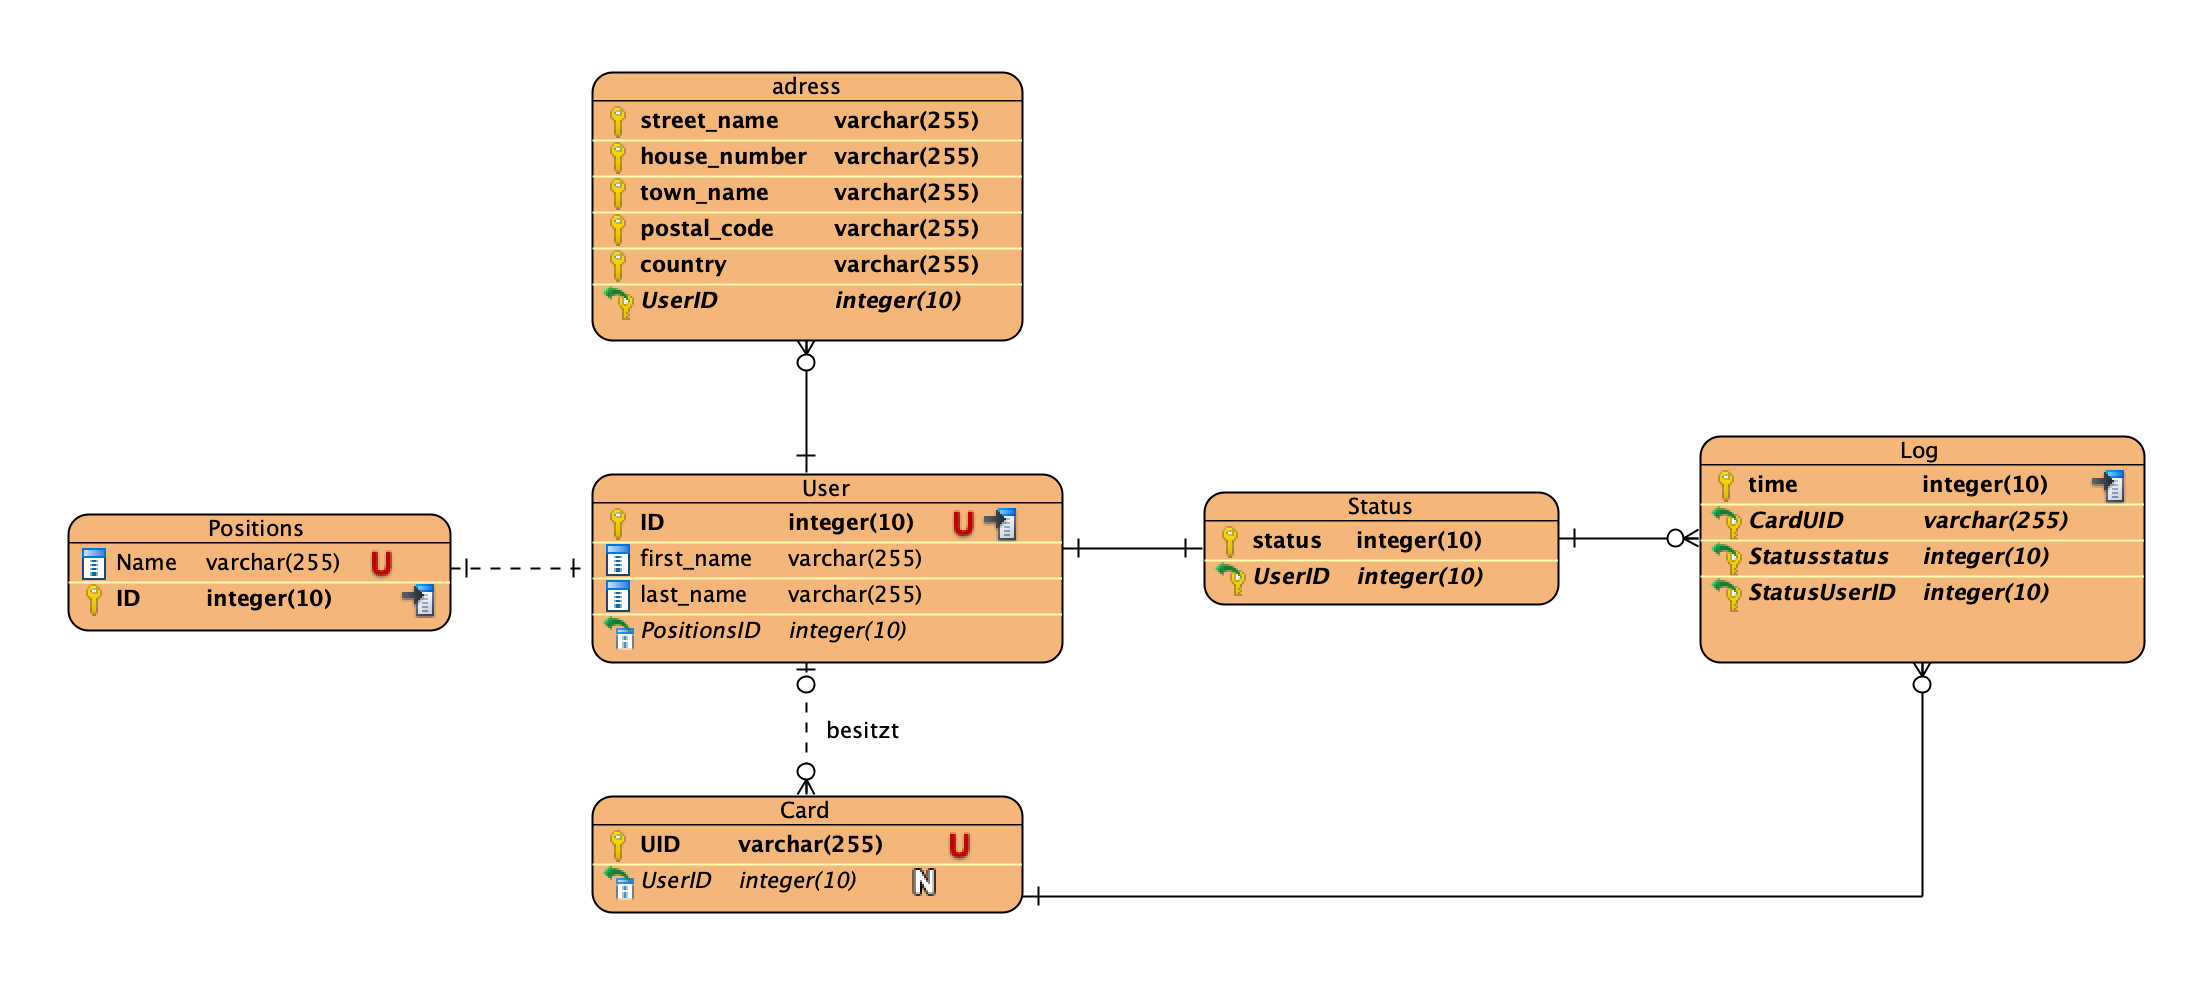 adress
street_name varchar(255)
house_number varchar(255)
town_name varchar(255)
postal_code varchar(255)
country varchar(255)
UserID integer(10)
Positions
Name varchar(255) U
ID integer(10)
User
ID integer(10) U
first_name varchar(255)
last_name varchar(255)
PositionsID integer(10)
Status
status integer(10)
UserID integer(10)
Log
time integer(10)
CardUID varchar(255)
Statusstatus integer(10)
StatusUserID integer(10)
besitzt
Card
UID varchar(255) U
UserID integer(10) N